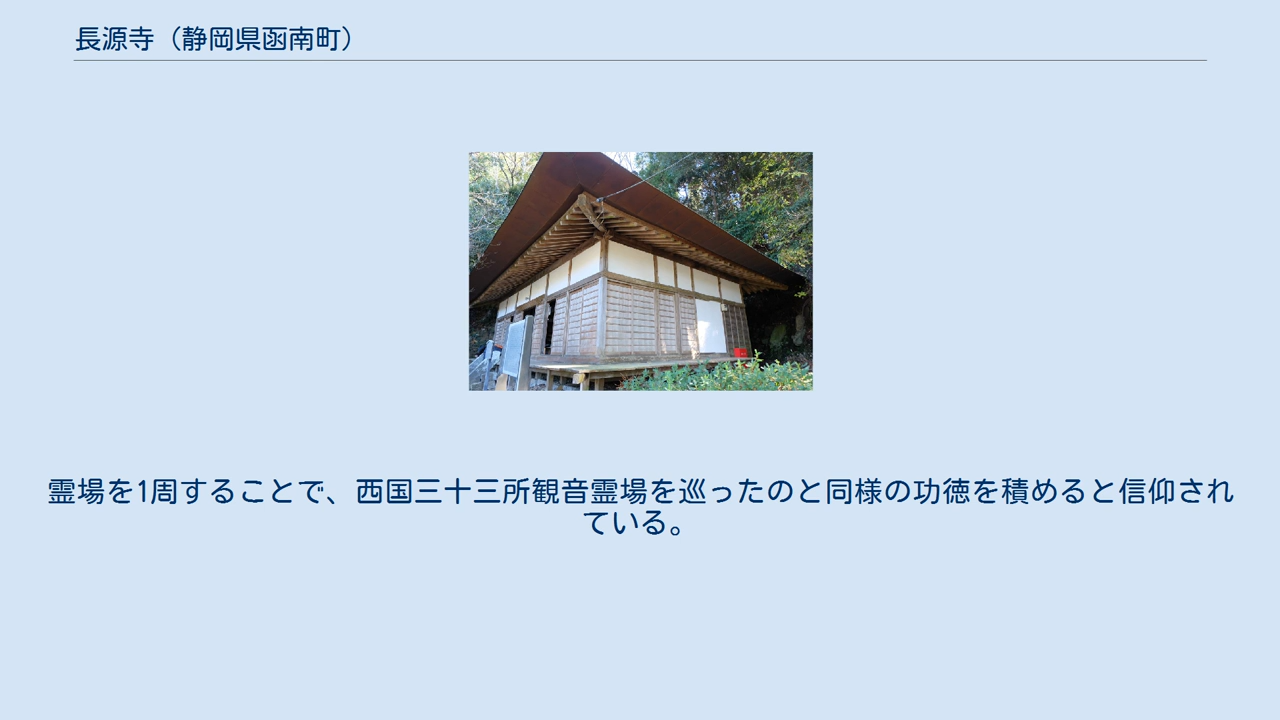 長源寺（静岡県函南町）
霊場を1周することで、西国三十三所観音霊場を巡ったのと同様の功徳を積めると信仰され
ている。